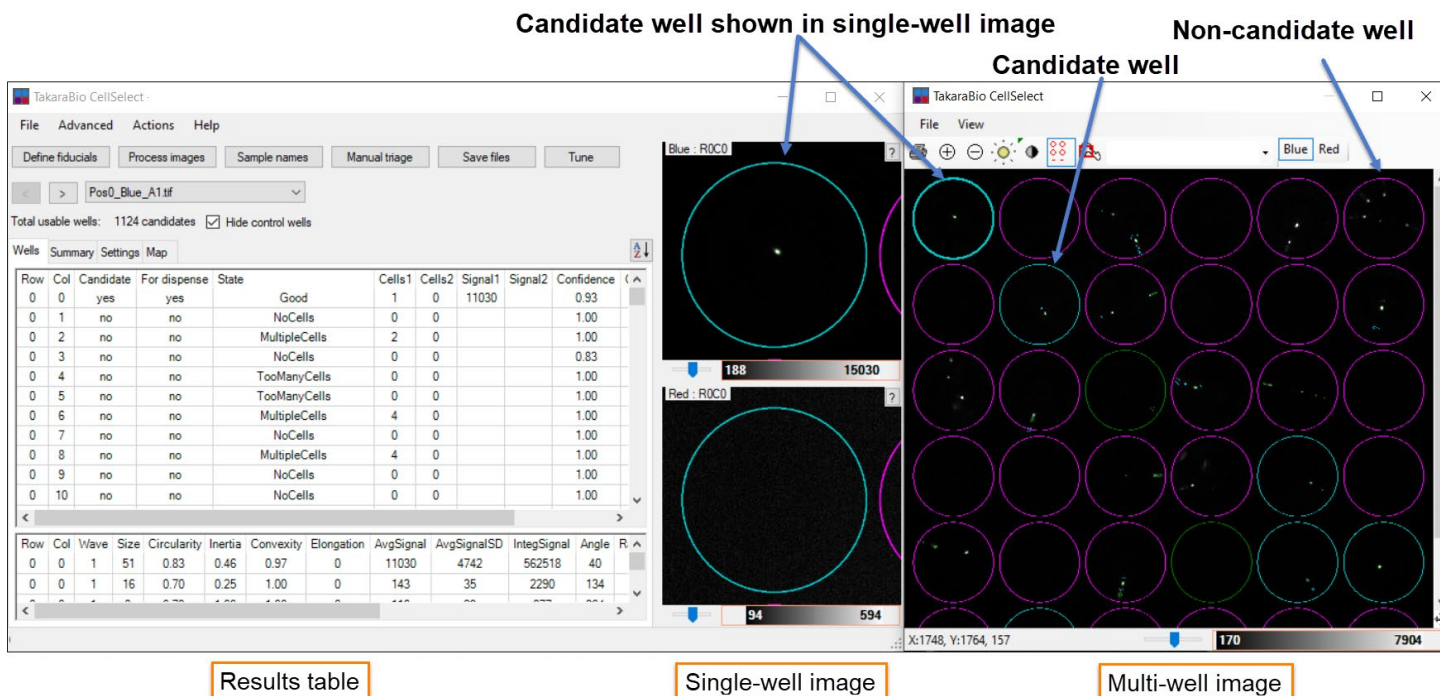 Candidate well shown in single-well image
Non-candidate well
Candidate well
TakaraBio CellSelect -
File Advanced Actions Help
Define fiducials Process images Sample names Manual triage Save files Tune
< > Pos0_Blue_A1.tif
Total usable wells: 1124 candidates Hide control wells
Wells Summary Settings Map
Row Col Candidate For dispense State Cells1 Cells2 Signal1 Signal2 Confidence
0 0 yes yes Good 1 0 11030 0.93
0 1 no no NoCells 0 0 1.00
0 2 no no MultipleCells 2 0 1.00
0 3 no no NoCells 0 0 0.83
0 4 no no TooManyCells 0 0 1.00
0 5 no no TooManyCells 0 0 1.00
0 6 no no MultipleCells 4 0 1.00
0 7 no no NoCells 0 0 1.00
0 8 no no MultipleCells 4 0 1.00
0 9 no no NoCells 0 0 1.00
0 10 no no NoCells 0 0 1.00
Row Col Wave Size Circularity Inertia Convexity Elongation AvgSignal AvgSignalSD IntegSignal Angle
0 0 1 51 0.83 0.46 0.97 0 11030 4742 562518 40
0 0 1 16 0.70 0.25 1.00 0 143 35 2290 134
Blue : R0C0 ?
188 15030
Red : R0C0 ?
94 594
TakaraBio CellSelect
File View
Blue Red
X:1748, Y:1764, 157
170 7904
Results table
Single-well image
Multi-well image